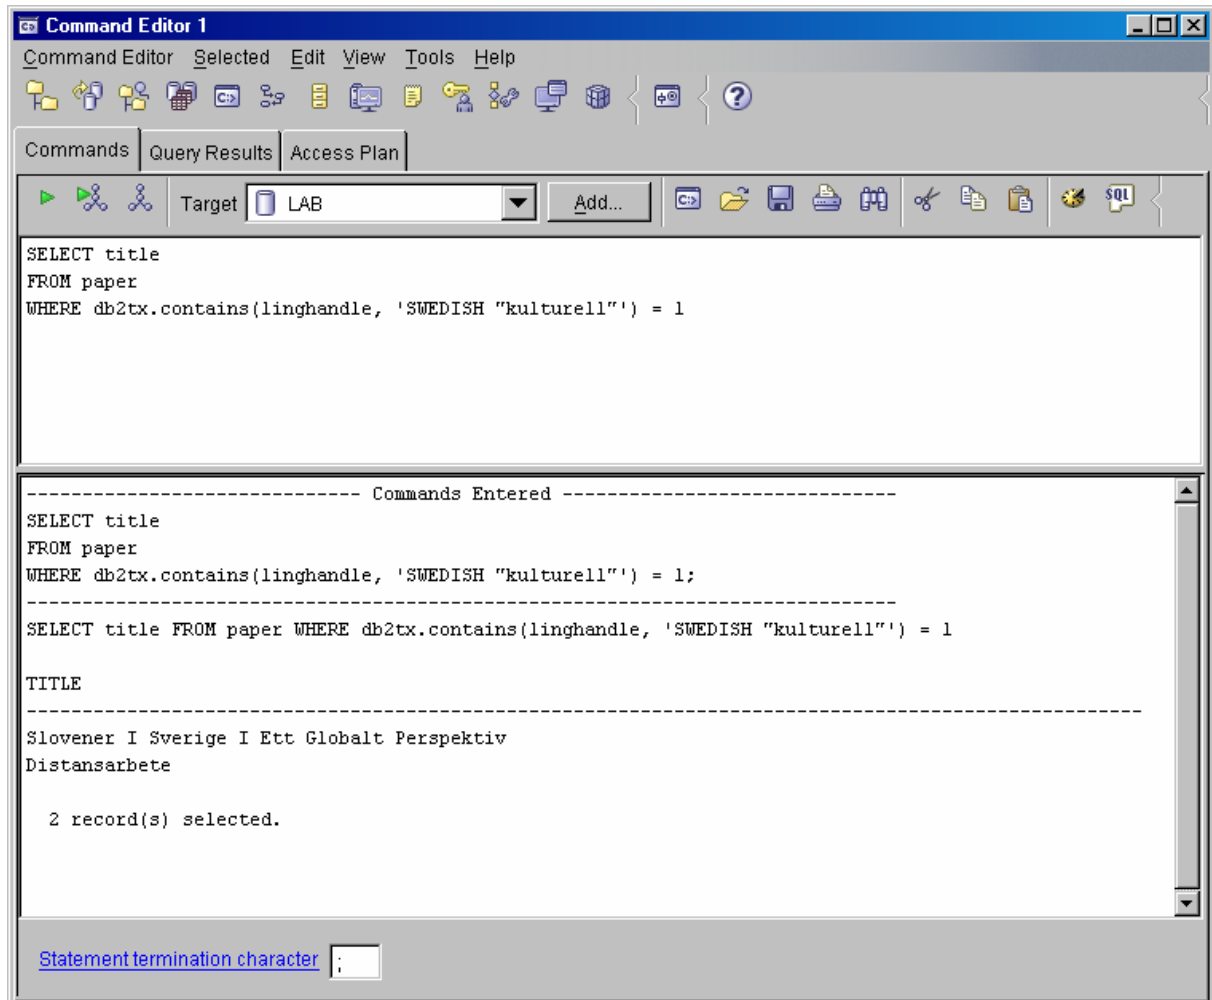 Command Editor 1
Command Editor Selected Edit View Tools Help
Commands Query Results Access Plan
Target LAB Add... SQL
SELECT title
FROM paper
WHERE db2tx.contains(linghandle, 'SWEDISH "kulturell"') = 1
------------------------------ Commands Entered ------------------------------
SELECT title
FROM paper
WHERE db2tx.contains(linghandle, 'SWEDISH "kulturell"') = 1;
------------------------------------------------------------------------------
SELECT title FROM paper WHERE db2tx.contains(linghandle, 'SWEDISH "kulturell"') = 1
TITLE
----------------------------------------------------------------------------------------------------
Slovener I Sverige I Ett Globalt Perspektiv
Distansarbete
2 record(s) selected.
Statement termination character ;